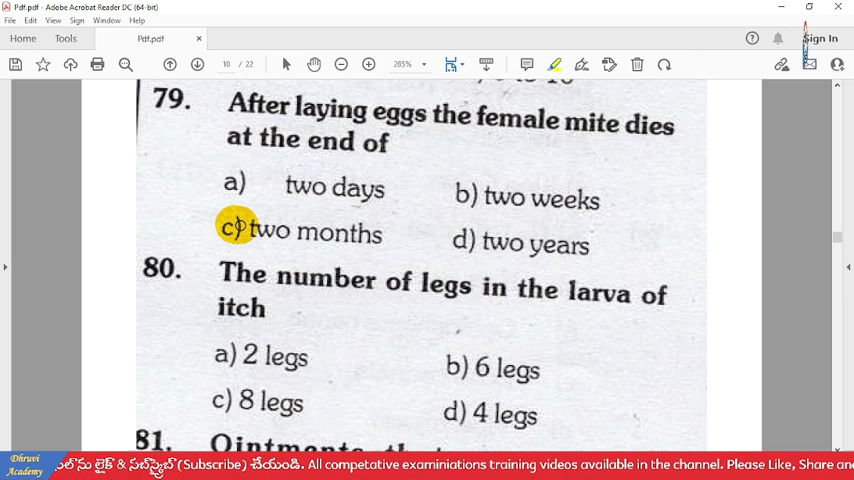 Pdf.pdf - Adobe Acrobat Reader DC (64-bit)
File Edit View Sign Window Help
Home Tools Pdf.pdf × Sign In
10 / 22 285%
79. After laying eggs the female mite dies
at the end of
a) two days b) two weeks
c) two months d) two years
80. The number of legs in the larva of
itch
a) 2 legs b) 6 legs
c) 8 legs d) 4 legs
81.
Dhruvi
Academy
లైక్ & సబ్‌స్క్రైబ్ (Subscribe) చేయండి. All competative examiniations training videos available in the channel. Please Like, Share